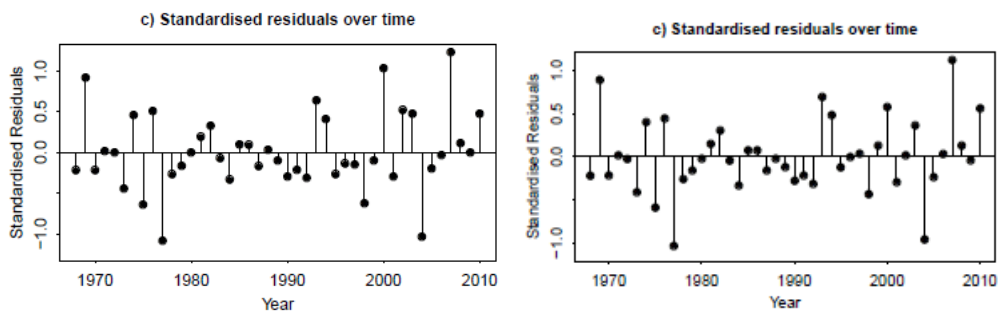 c) Standardised residuals over time
Standardised Residuals
1.0
0.5
0.0
−1.0
1970 1980 1990 2000 2010
Year
c) Standardised residuals over time
Standardised Residuals
1.0
0.5
0.0
−1.0
1970 1980 1990 2000 2010
Year